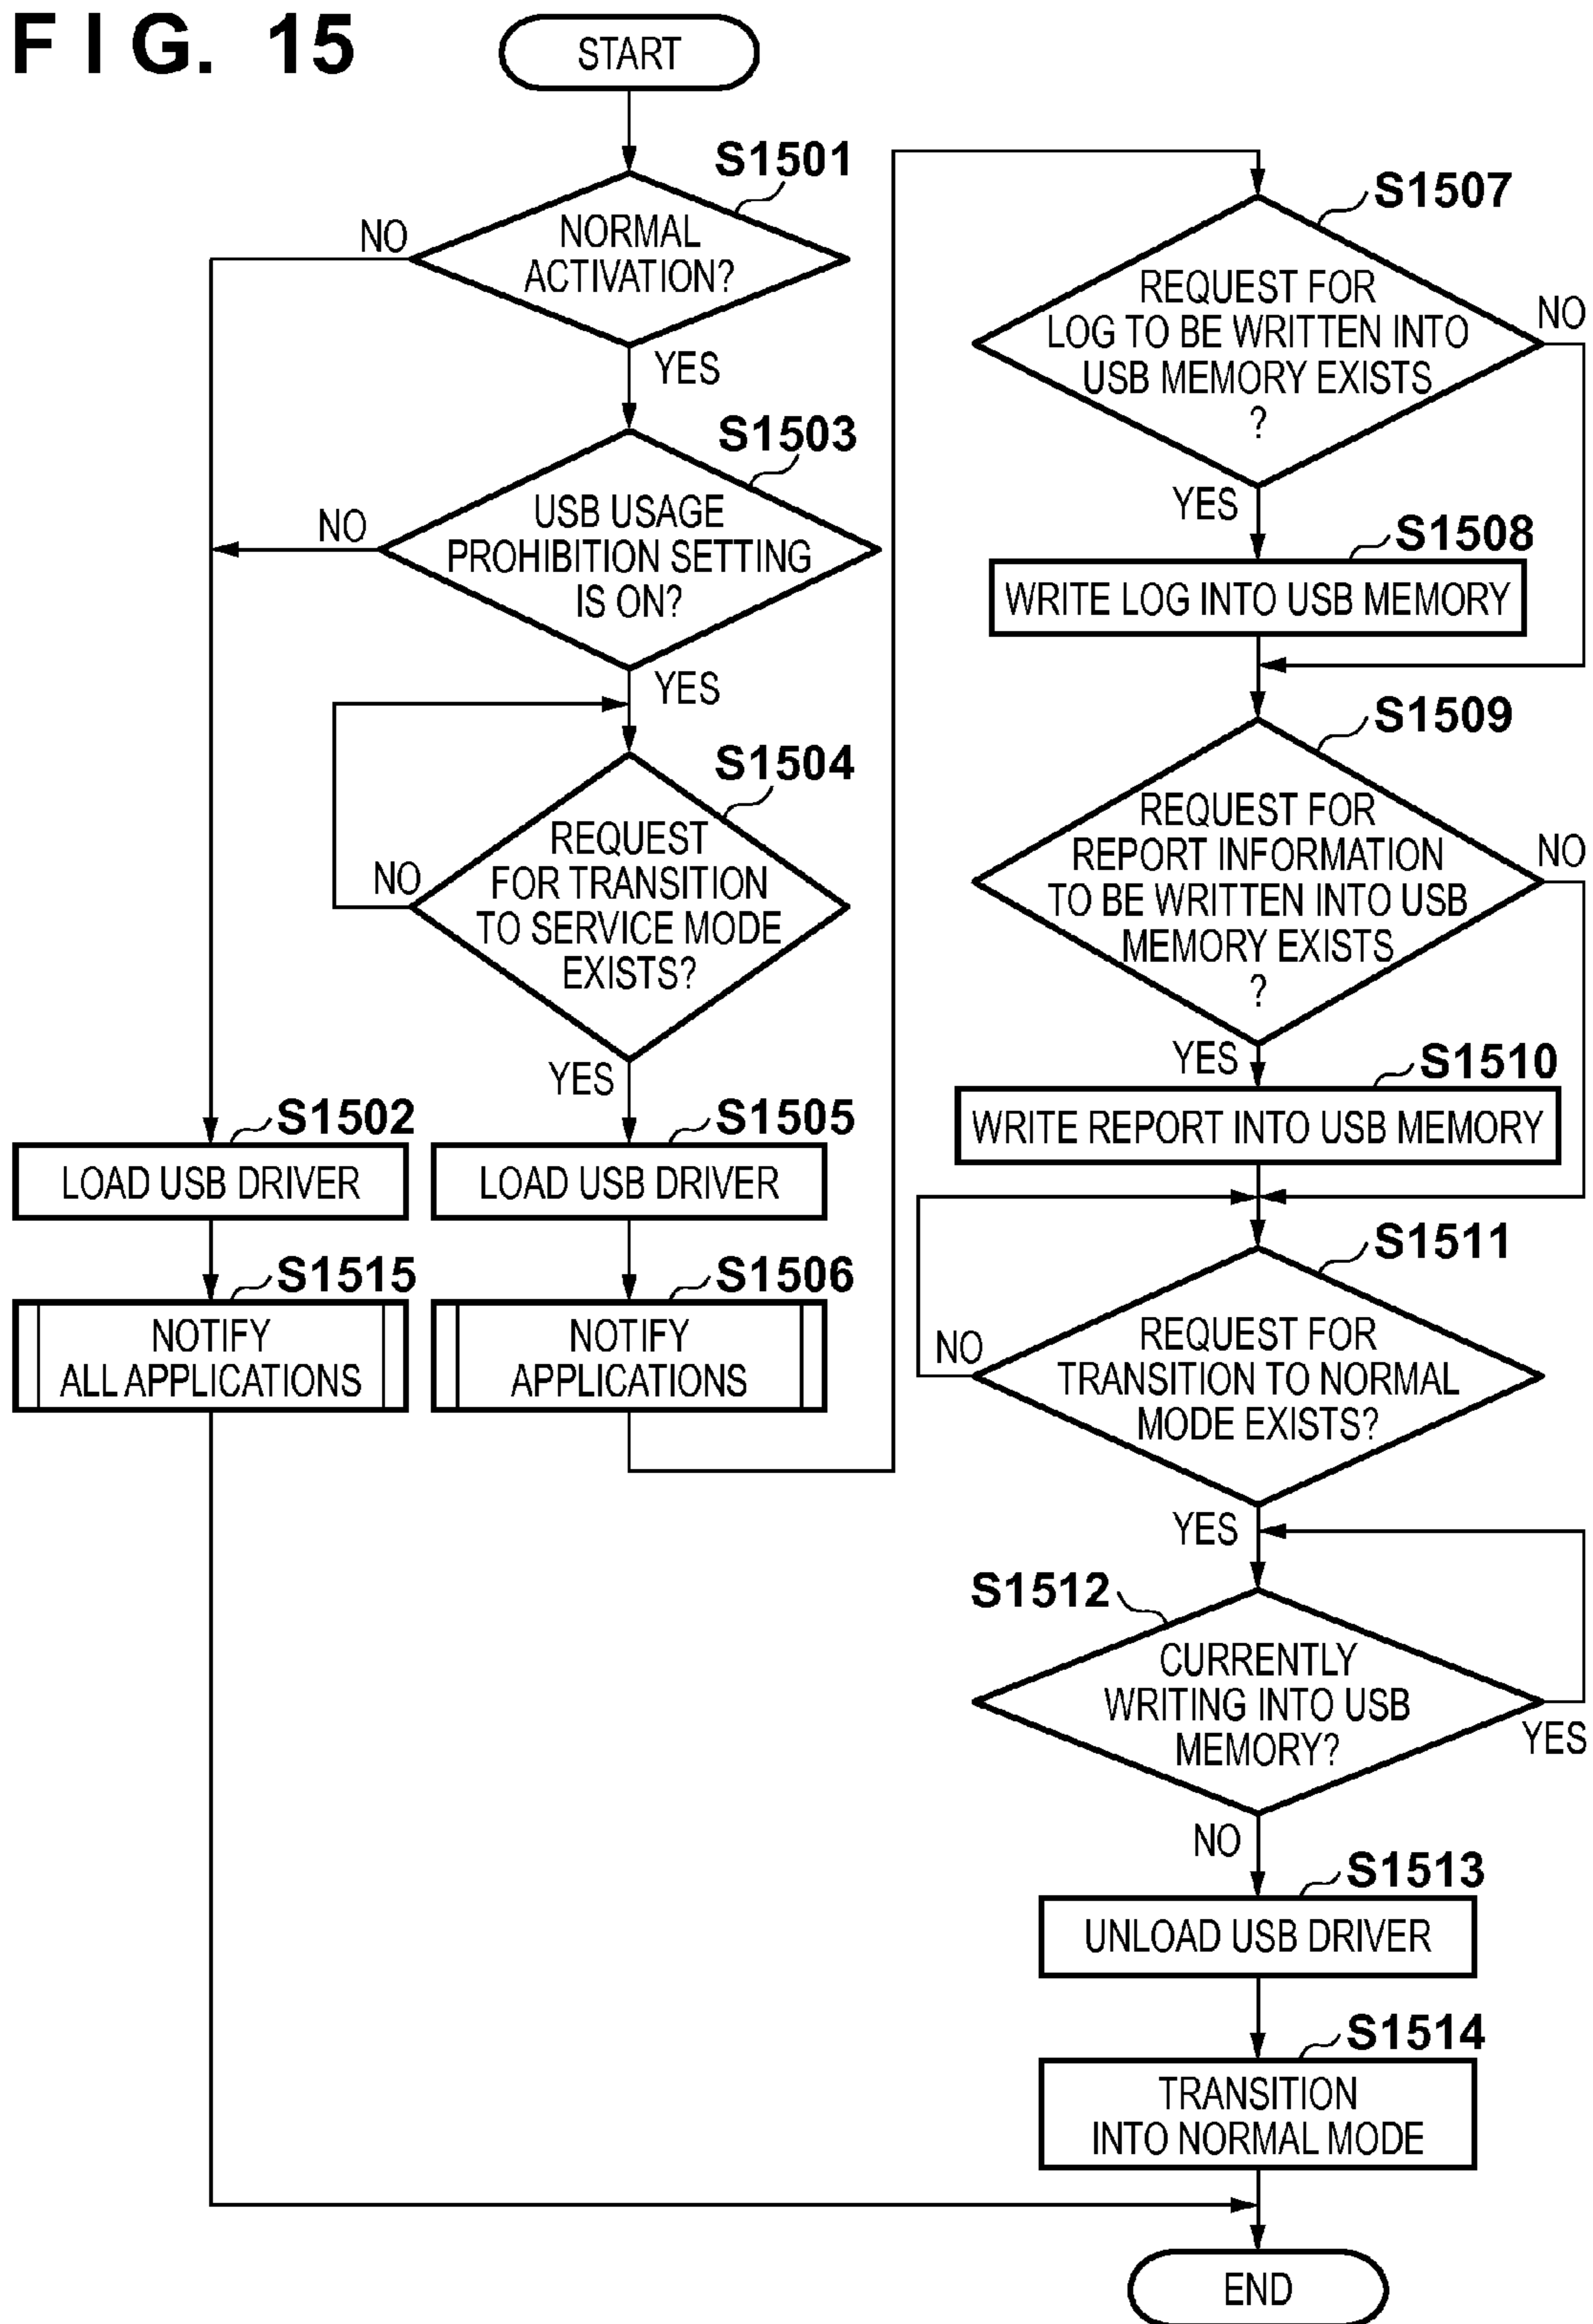 FIG. 15
START
S1501
NORMAL
ACTIVATION?
NO
YES
S1503
USB USAGE
PROHIBITION SETTING
IS ON?
NO
YES
S1504
REQUEST
FOR TRANSITION
TO SERVICE MODE
EXISTS?
NO
YES
S1502
LOAD USB DRIVER
S1505
LOAD USB DRIVER
S1515
NOTIFY
ALL APPLICATIONS
S1506
NOTIFY
APPLICATIONS
S1507
REQUEST FOR
LOG TO BE WRITTEN INTO
USB MEMORY EXISTS
?
NO
YES
S1508
WRITE LOG INTO USB MEMORY
S1509
REQUEST FOR
REPORT INFORMATION
TO BE WRITTEN INTO USB
MEMORY EXISTS
?
NO
YES
S1510
WRITE REPORT INTO USB MEMORY
S1511
REQUEST FOR
TRANSITION TO NORMAL
MODE EXISTS?
NO
YES
S1512
CURRENTLY
WRITING INTO USB
MEMORY?
YES
NO
S1513
UNLOAD USB DRIVER
S1514
TRANSITION
INTO NORMAL MODE
END